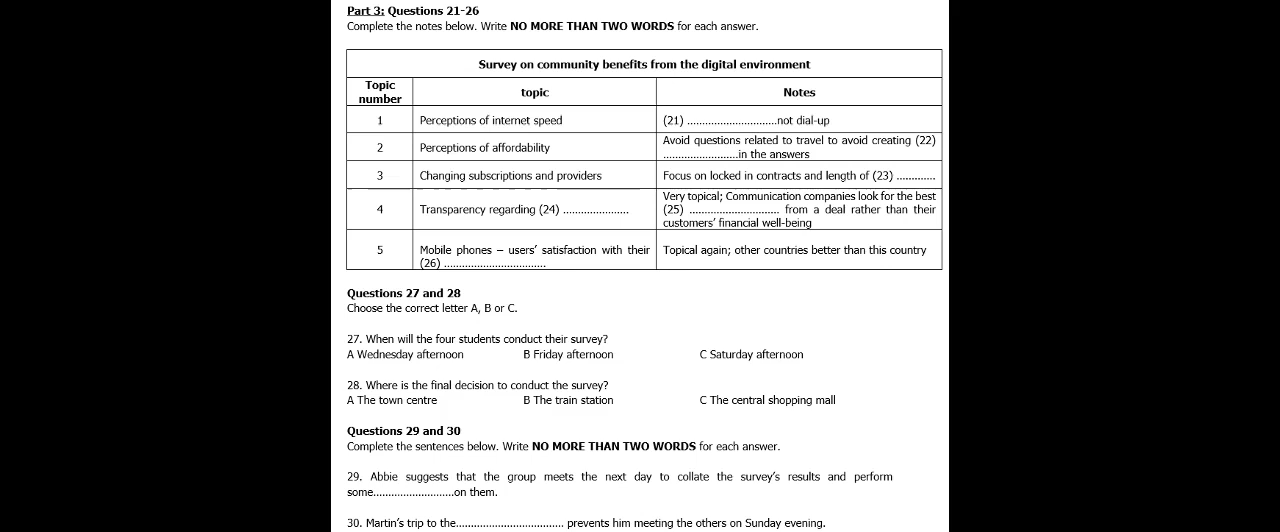 Part 3: Questions 21-26
Complete the notes below. Write NO MORE THAN TWO WORDS for each answer.
Survey on community benefits from the digital environment
Topic number
topic
Notes
1
Perceptions of internet speed
(21) ..............................not dial-up
2
Perceptions of affordability
Avoid questions related to travel to avoid creating (22)
.........................in the answers
3
Changing subscriptions and providers
Focus on locked in contracts and length of (23) .............
4
Transparency regarding (24) ......................
Very topical; Communication companies look for the best
(25) .............................. from a deal rather than their
customers' financial well-being
5
Mobile phones – users' satisfaction with their
(26) ..................................
Topical again; other countries better than this country
Questions 27 and 28
Choose the correct letter A, B or C.
27. When will the four students conduct their survey?
A Wednesday afternoon B Friday afternoon C Saturday afternoon
28. Where is the final decision to conduct the survey?
A The town centre B The train station C The central shopping mall
Questions 29 and 30
Complete the sentences below. Write NO MORE THAN TWO WORDS for each answer.
29. Abbie suggests that the group meets the next day to collate the survey's results and perform
some...........................on them.
30. Martin's trip to the.................................... prevents him meeting the others on Sunday evening.